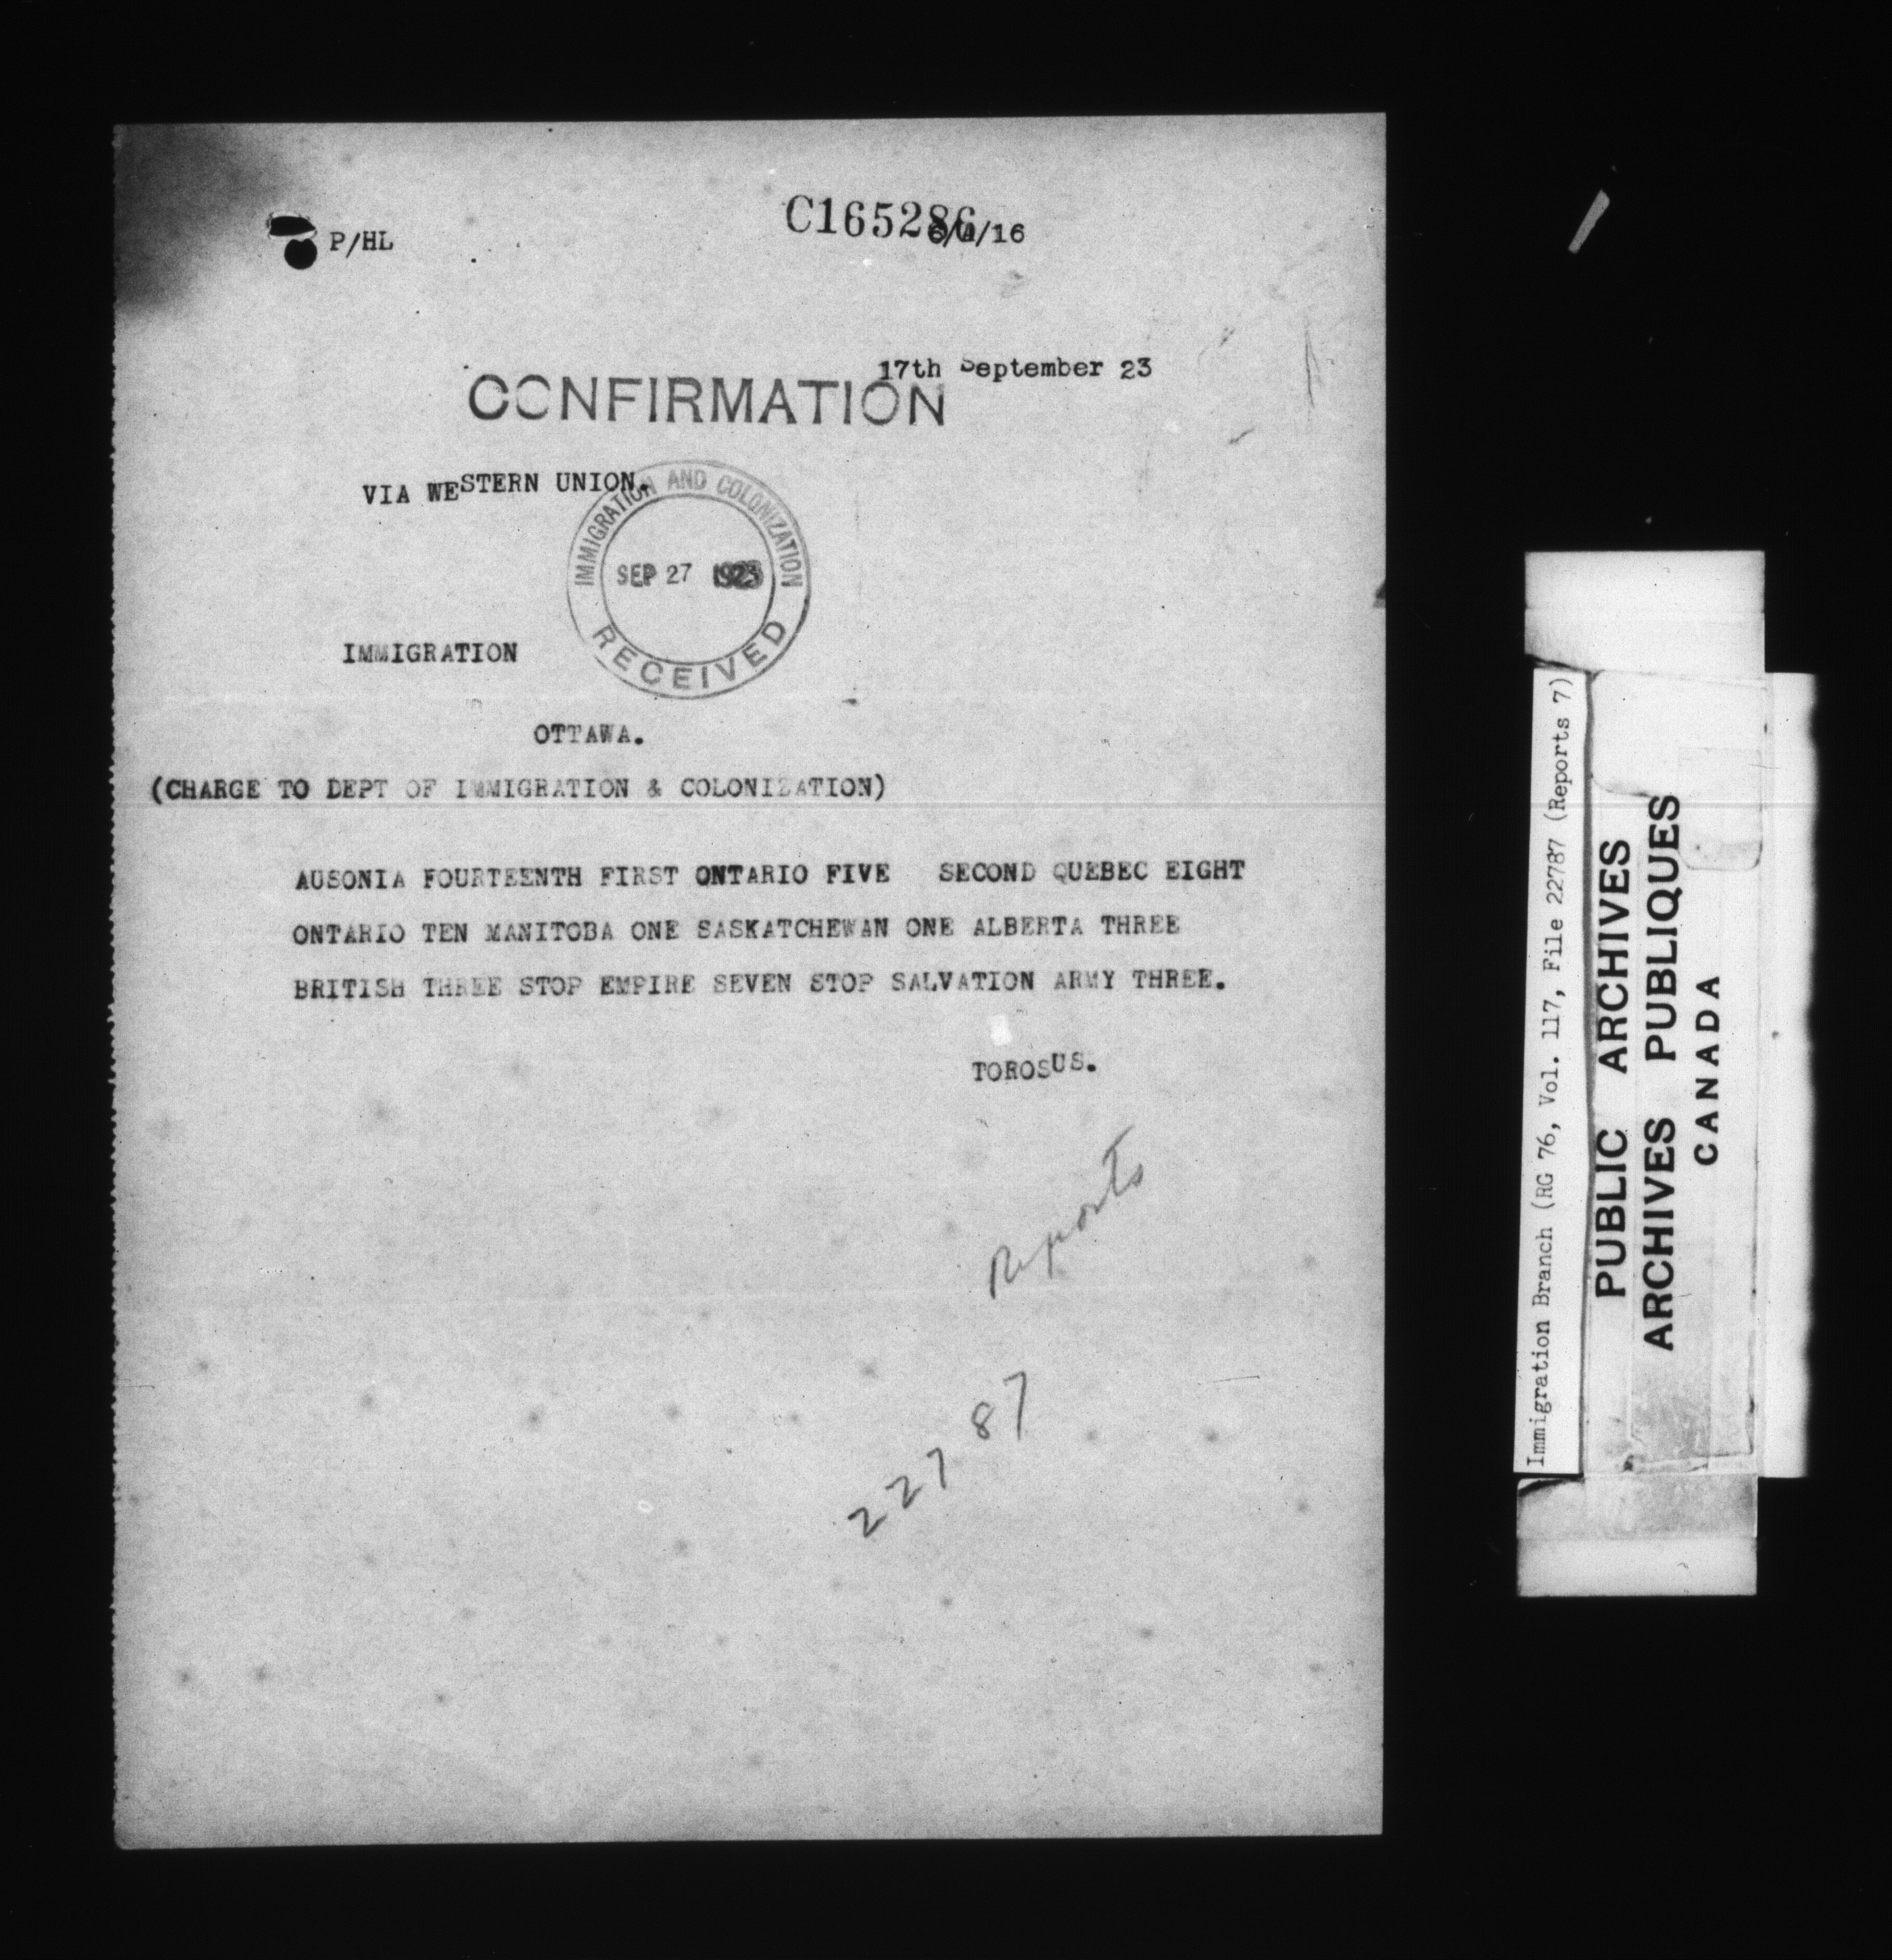 P/HL
C165286
/16
17th September 23
CONFIRMATION
VIA WESTERN UNION.
IMMIGRATION AND COLONIZATION
SEP 27 1923
RECEIVED
IMMIGRATION
OTTAWA.
(CHARGE TO DEPT OF IMMIGRATION & COLONIZATION)
AUSONIA FOURTEENTH FIRST ONTARIO FIVE SECOND QUEBEC EIGHT
ONTARIO TEN MANITOBA ONE SASKATCHEWAN ONE ALBERTA THREE
BRITISH THREE STOP EMPIRE SEVEN STOP SALVATION ARMY THREE.
TOROSUS.
Reports
22787
Immigration Branch (RG 76, Vol. 117, File 22787 (Reports 7)
PUBLIC ARCHIVES
ARCHIVES PUBLIQUES
CANADA